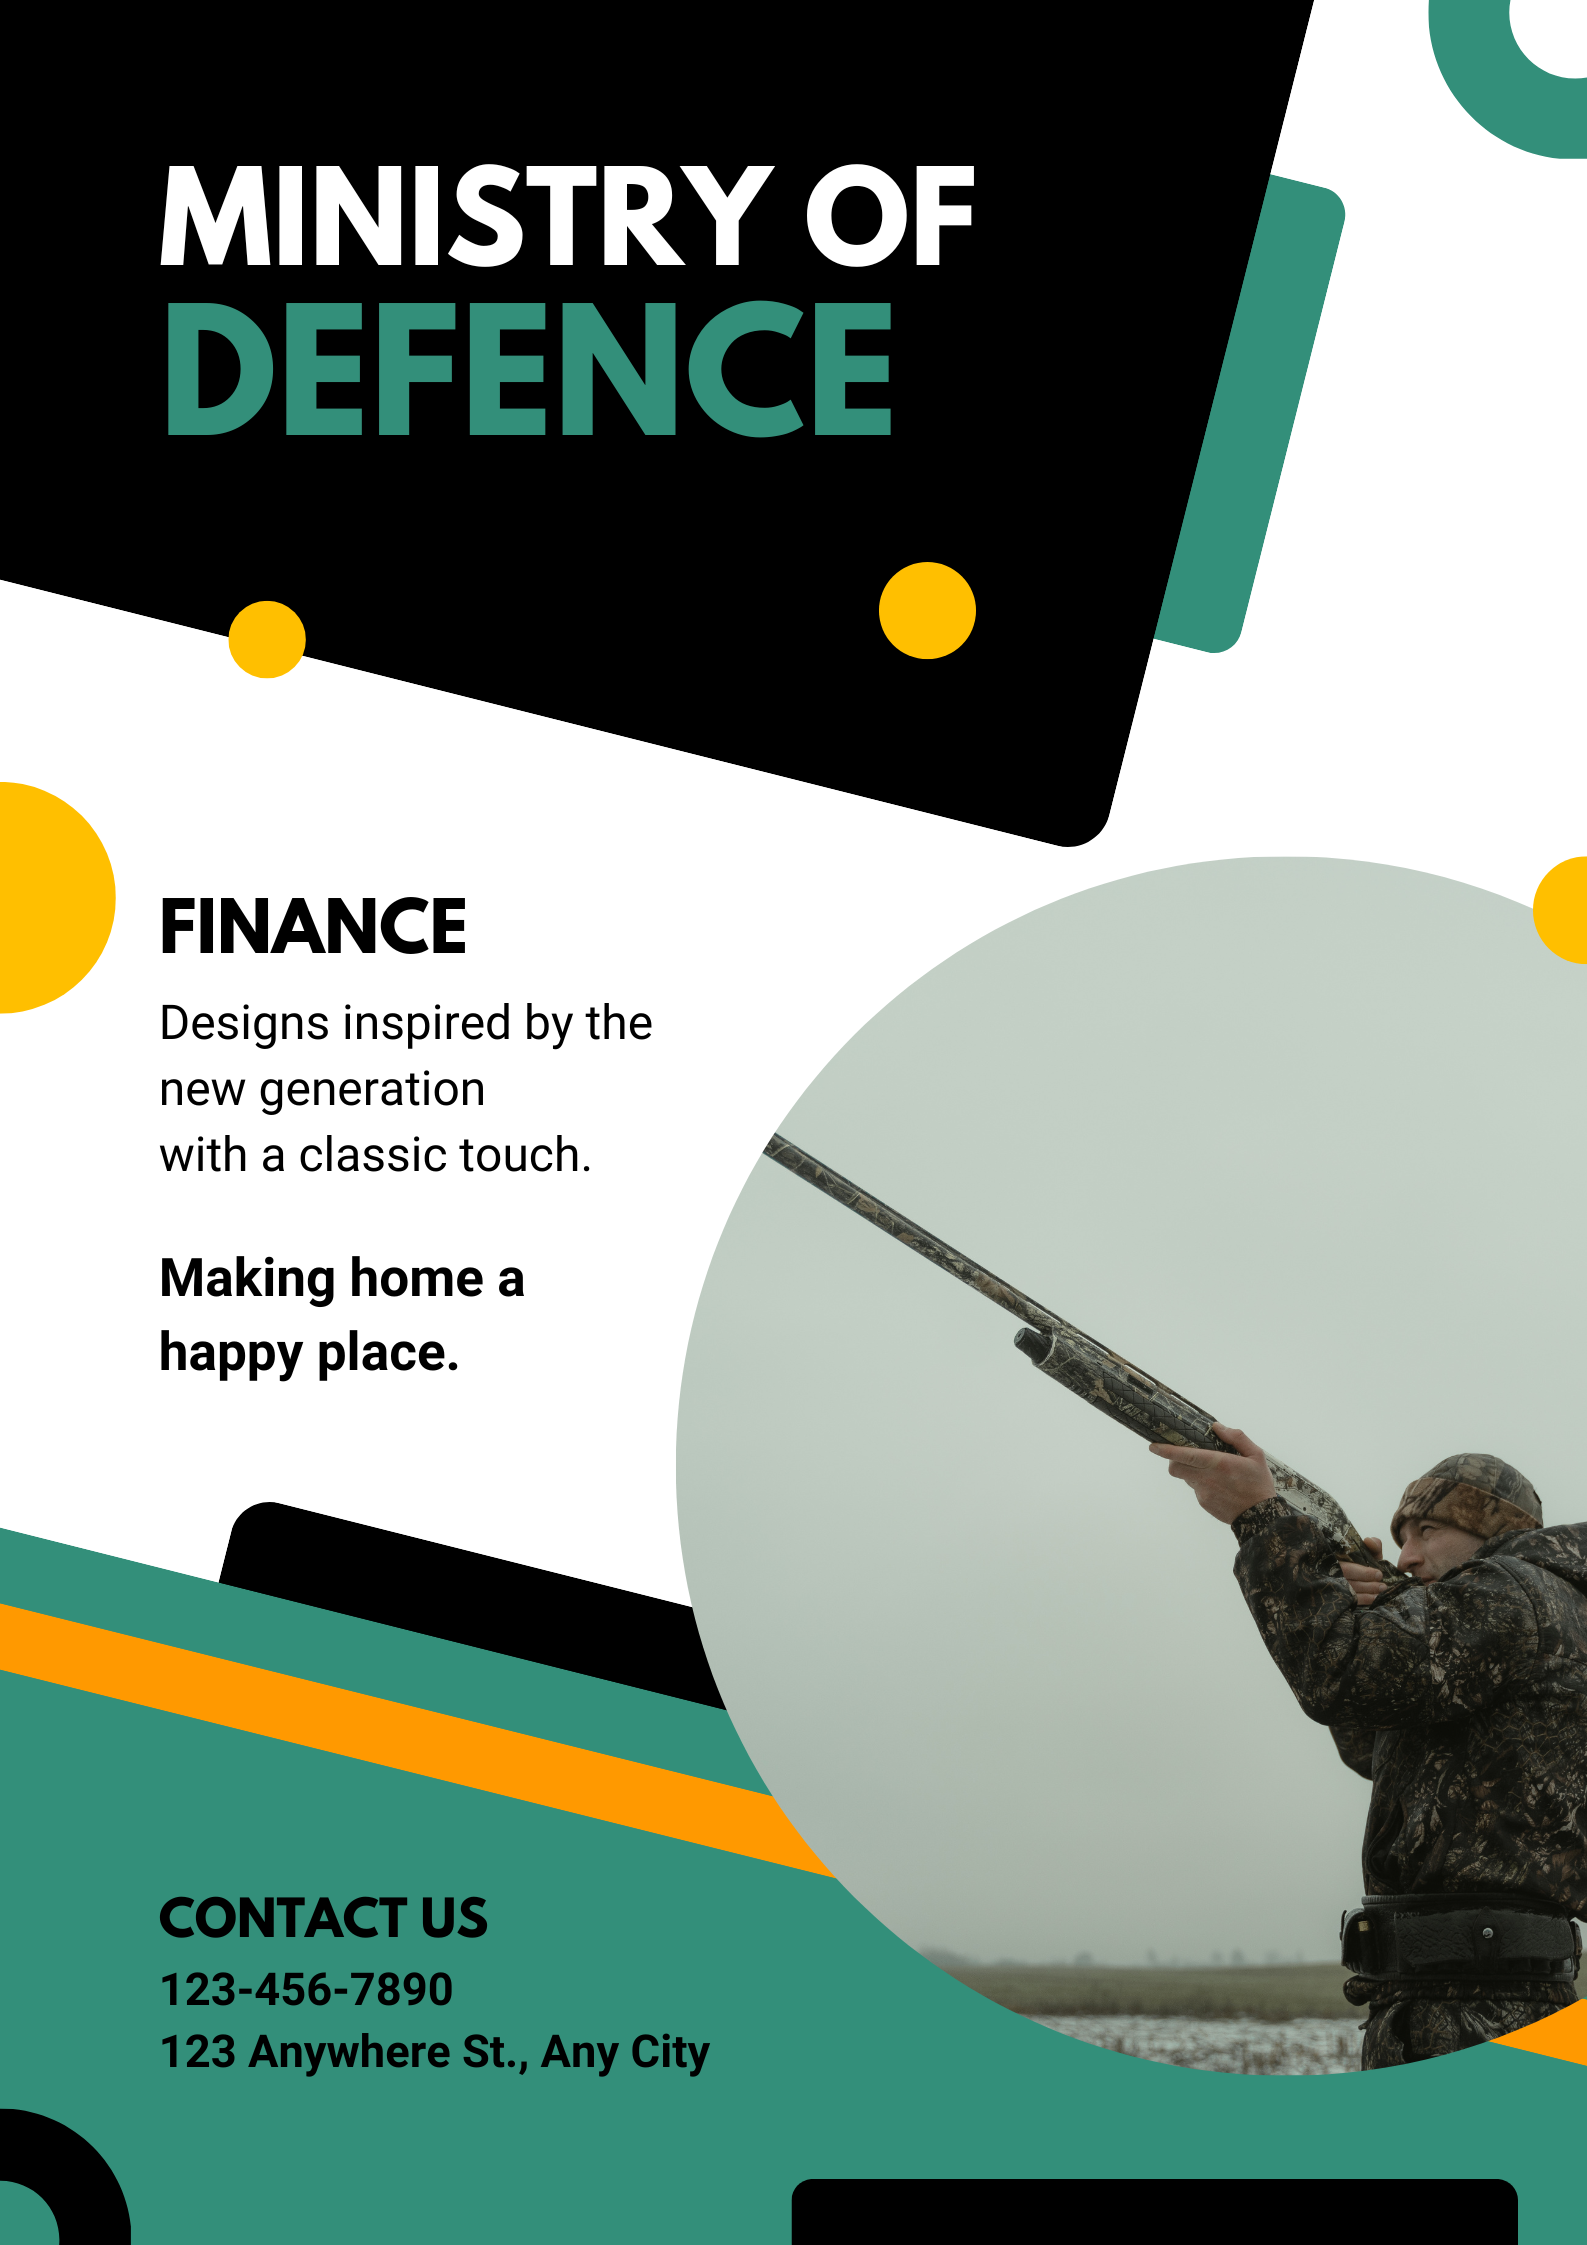 MINISTRY OF
DEFENCE
FINANCE
Designs inspired by the
new generation
with a classic touch.
Making home a
happy place.
CONTACT US
123-456-7890
123 Anywhere St., Any City